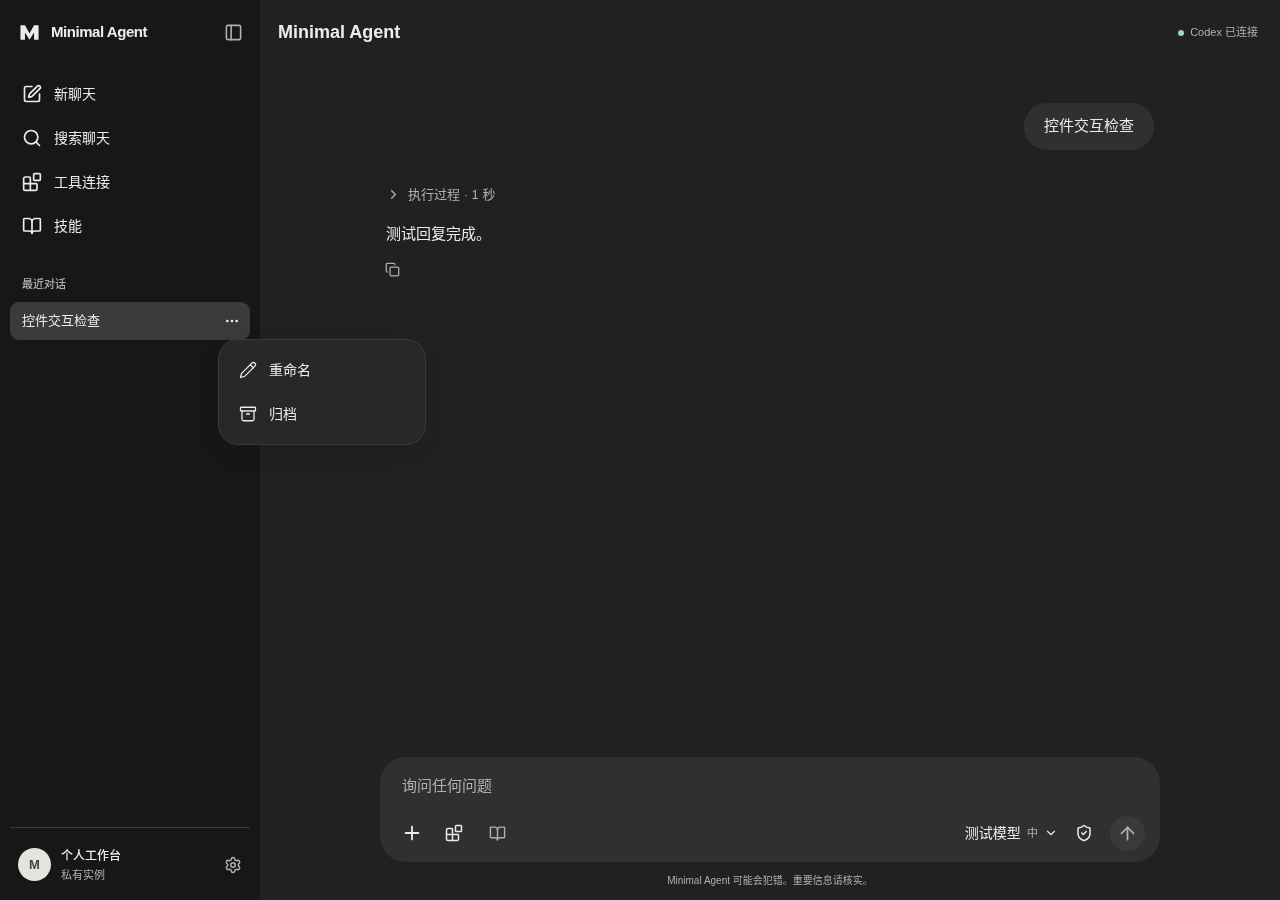 Minimal Agent
新聊天
搜索聊天
工具连接
技能
最近对话
控件交互检查
重命名
归档
M
个人工作台
私有实例
Minimal Agent
Codex 已连接
控件交互检查
执行过程 · 1 秒
测试回复完成。
询问任何问题
测试模型 中
Minimal Agent 可能会犯错。重要信息请核实。